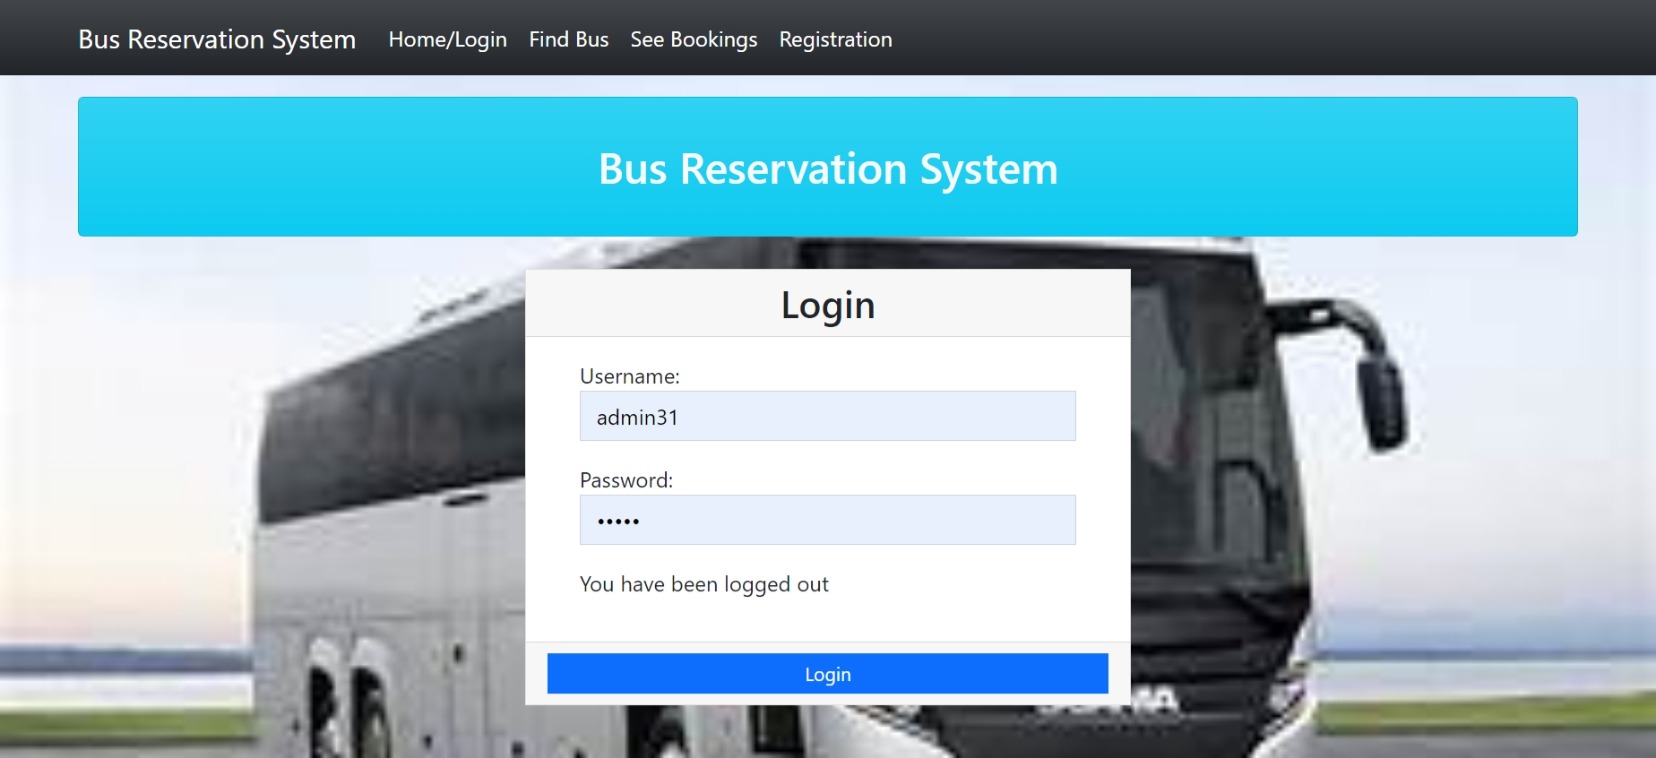 Bus Reservation System Home/Login Find Bus See Bookings Registration
Bus Reservation System
Login
Username:
admin31
Password:
•••••
You have been logged out
Login